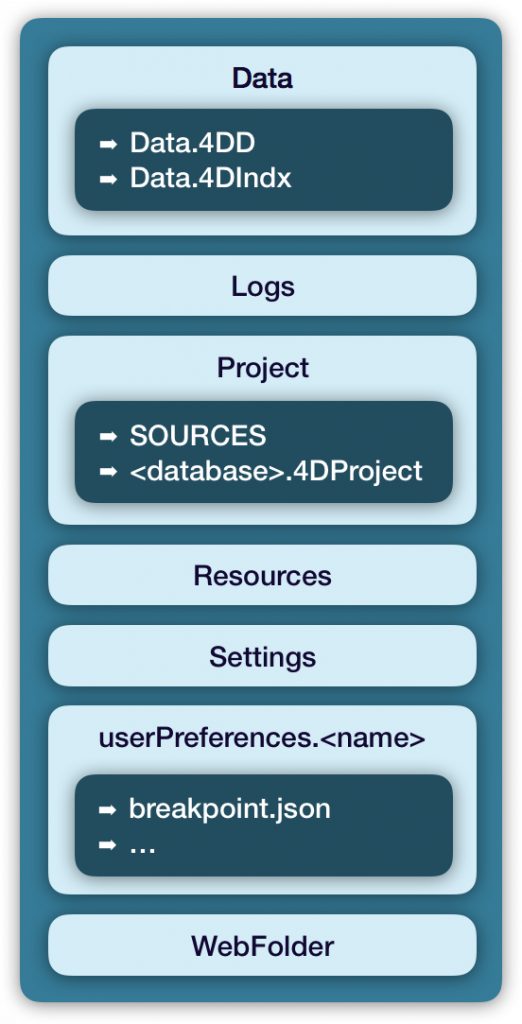 Data
➡ Data.4DD
➡ Data.4DIndx
Logs
Project
➡ SOURCES
➡ <database>.4DProject
Resources
Settings
userPreferences.<name>
➡ breakpoint.json
➡ ...
WebFolder